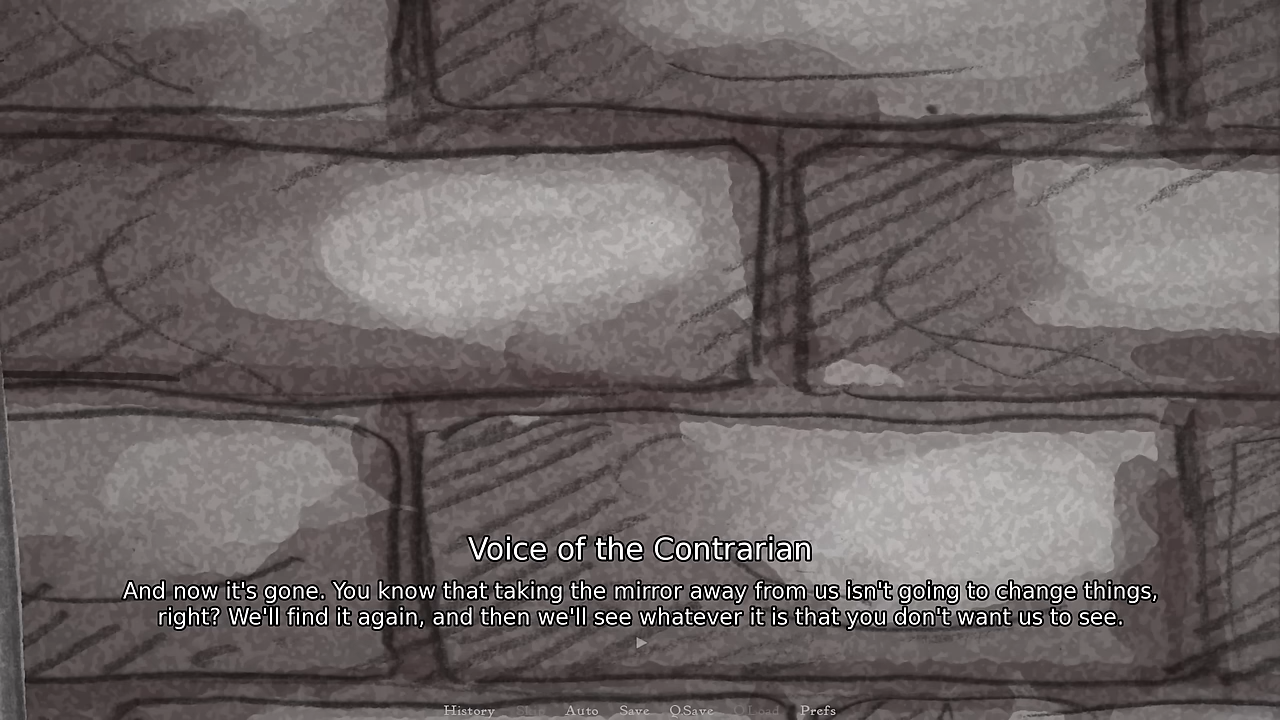 Voice of the Contrarian
And now it's gone. You know that taking the mirror away from us isn't going to change things,
right? We'll find it again, and then we'll see whatever it is that you don't want us to see.
History Skip Auto Save Q.Save Q.Load Prefs